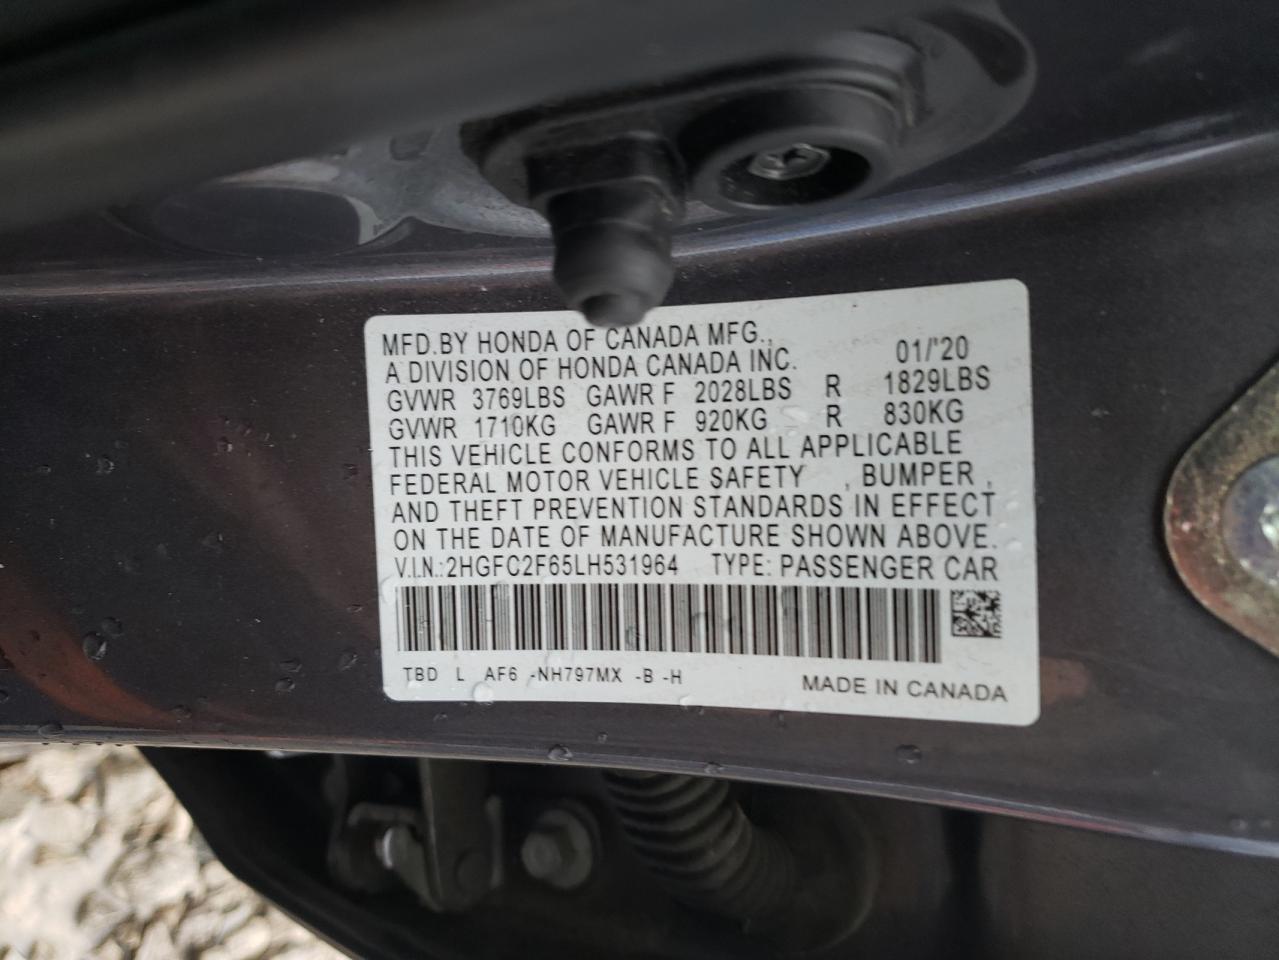 MFD.BY HONDA OF CANADA MFG.,
A DIVISION OF HONDA CANADA INC. 01/'20
GVWR 3769LBS GAWR F 2028LBS R 1829LBS
GVWR 1710KG GAWR F 920KG R 830KG
THIS VEHICLE CONFORMS TO ALL APPLICABLE
FEDERAL MOTOR VEHICLE SAFETY , BUMPER ,
AND THEFT PREVENTION STANDARDS IN EFFECT
ON THE DATE OF MANUFACTURE SHOWN ABOVE.
V.I.N.:2HGFC2F65LH531964 TYPE: PASSENGER CAR
TBD L AF6 -NH797MX -B -H
MADE IN CANADA